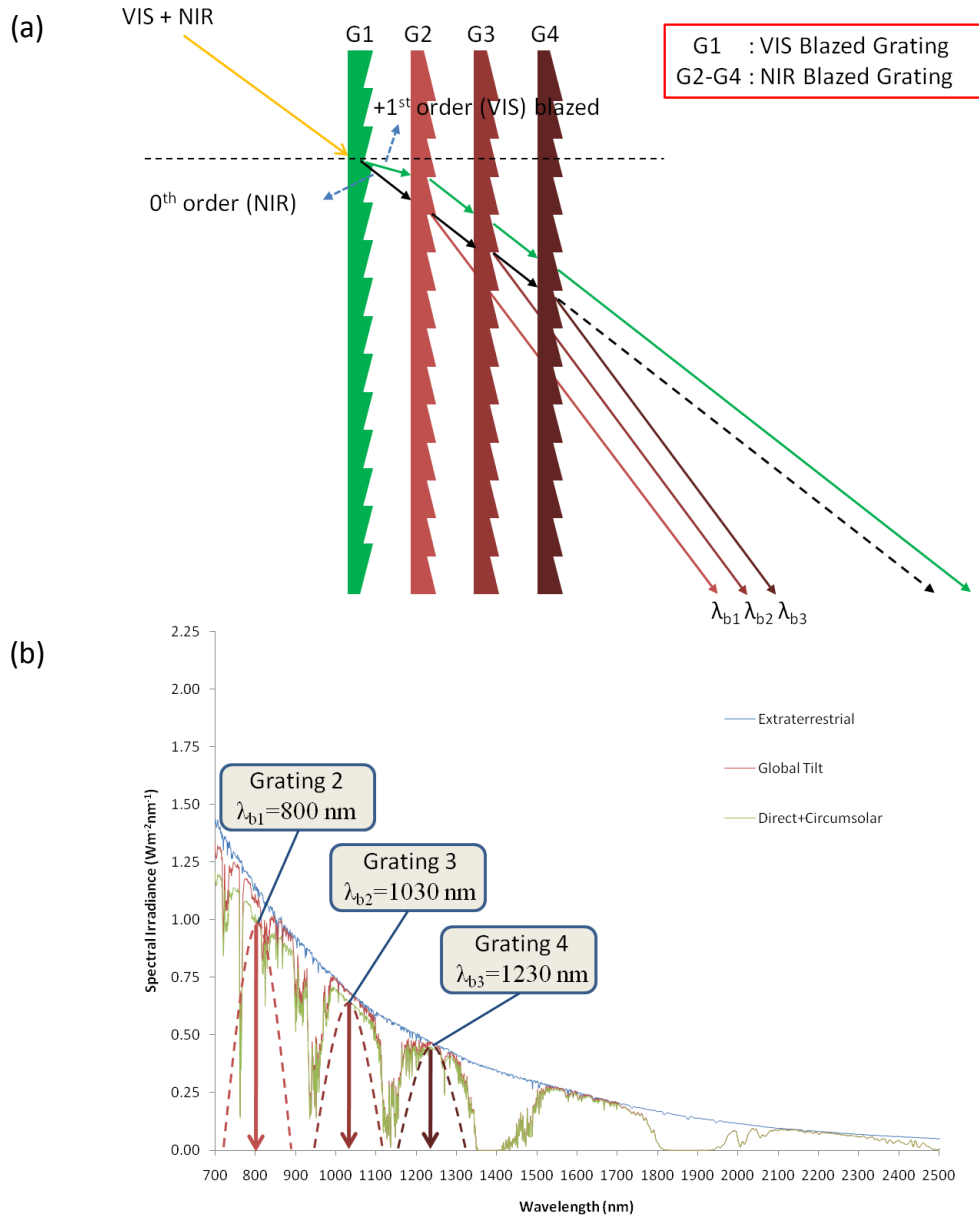 (a)
VIS + NIR
G1 G2 G3 G4
G1 : VIS Blazed Grating
G2-G4 : NIR Blazed Grating
+1st order (VIS) blazed
0th order (NIR)
λb1 λb2 λb3
(b)
2.25
2.00
1.75
1.50
1.25
1.00
0.75
0.50
0.25
0.00
Spectral Irradiance (Wm-2nm-1)
Extraterrestrial
Global Tilt
Direct+Circumsolar
Grating 2
λb1=800 nm
Grating 3
λb2=1030 nm
Grating 4
λb3=1230 nm
700 800 900 1000 1100 1200 1300 1400 1500 1600 1700 1800 1900 2000 2100 2200 2300 2400 2500
Wavelength (nm)